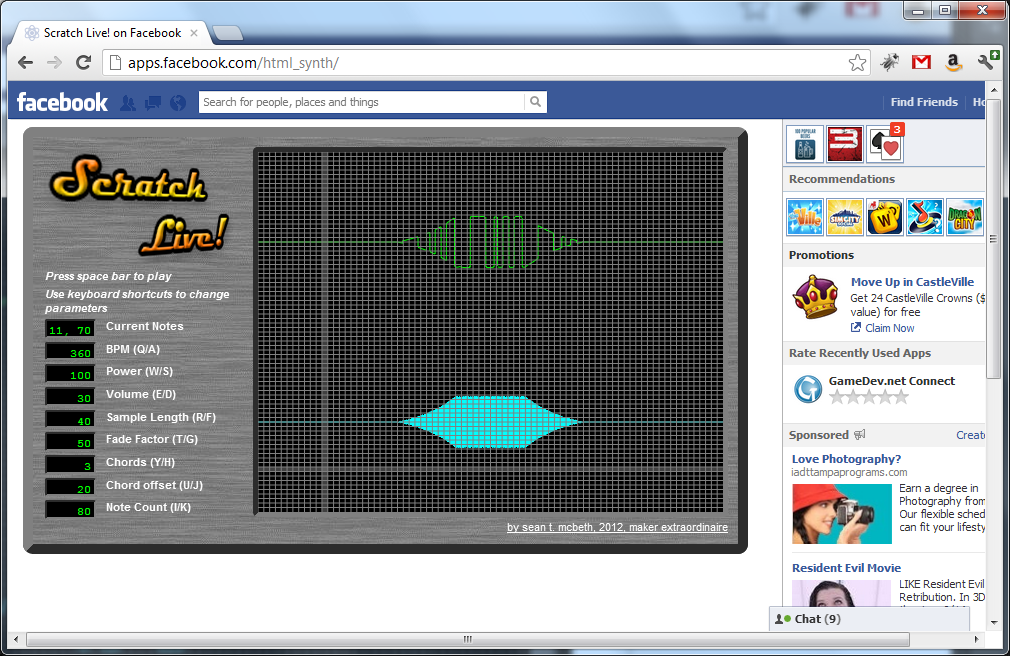 Scratch Live! on Facebook
apps.facebook.com/html_synth/
facebook
Search for people, places and things
Find Friends
3
Recommendations
Ville
SIMCITY
W
DRAGON CITY
Promotions
Move Up in CastleVille
Get 24 CastleVille Crowns ($
value) for free
Claim Now
Rate Recently Used Apps
GameDev.net Connect
Sponsored
Create
Love Photography?
iadttampaprograms.com
Earn a degree in
Photography from
Our flexible sched
can fit your lifesty
Resident Evil Movie
LIKE Resident Evil
Retribution. In 3D
Chat (9)
Scratch
Live!
Press space bar to play
Use keyboard shortcuts to change
parameters
11, 70 Current Notes
360 BPM (Q/A)
100 Power (W/S)
30 Volume (E/D)
40 Sample Length (R/F)
50 Fade Factor (T/G)
3 Chords (Y/H)
20 Chord offset (U/J)
80 Note Count (I/K)
by sean t. mcbeth, 2012, maker extraordinaire